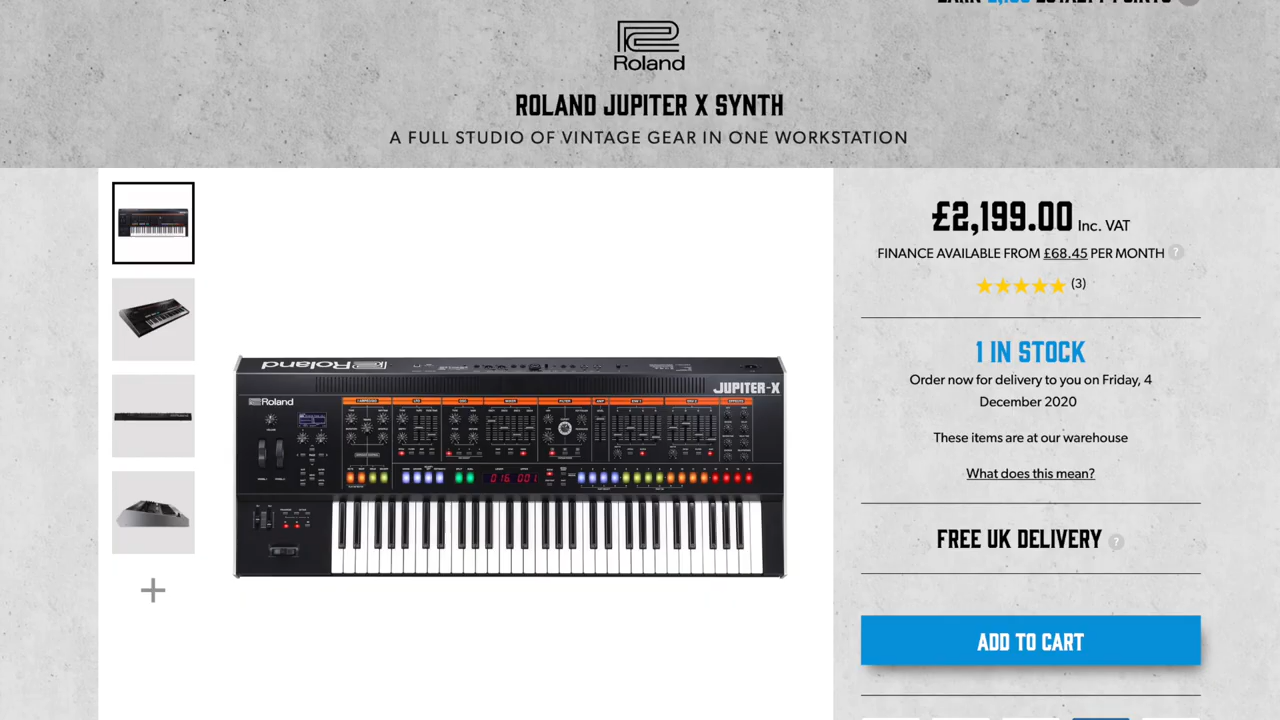 Roland
ROLAND JUPITER X SYNTH
A FULL STUDIO OF VINTAGE GEAR IN ONE WORKSTATION
£2,199.00 Inc. VAT
FINANCE AVAILABLE FROM £68.45 PER MONTH ?
(3)
1 IN STOCK
Order now for delivery to you on Friday, 4
December 2020
These items are at our warehouse
What does this mean?
FREE UK DELIVERY ?
ADD TO CART
Roland
JUPITER-X
Roland
016 001